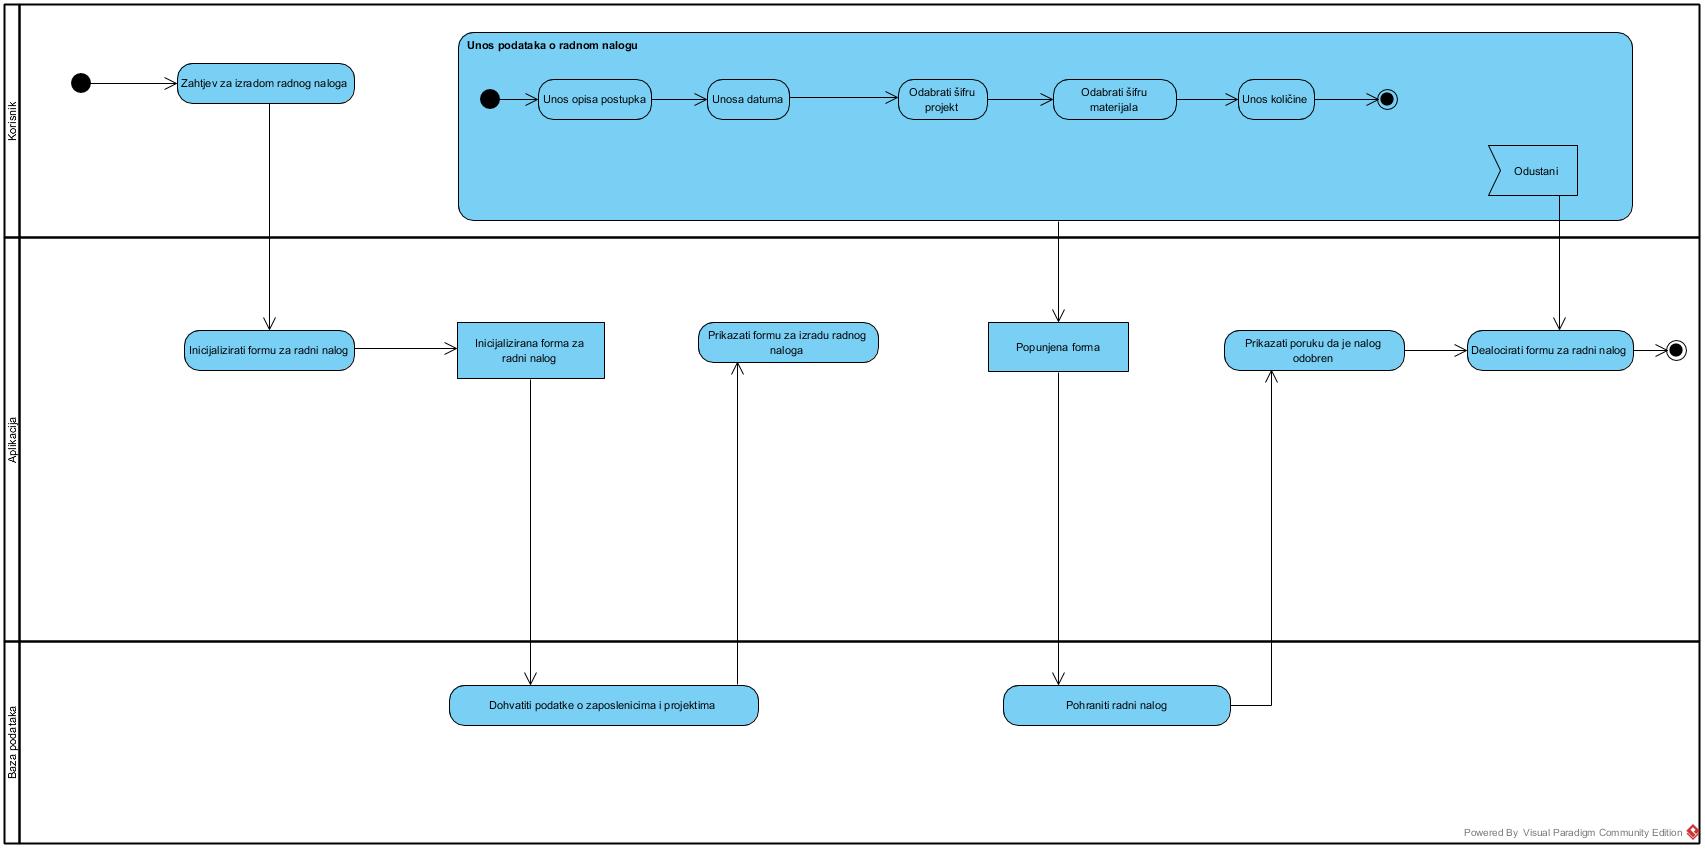 Korisnik
Unos podataka o radnom nalogu
Zahtjev za izradom radnog naloga
Unos opisa postupka
Unosa datuma
Odabrati šifru
projekt
Odabrati šifru
materijala
Unos količine
Odustani
Aplikacija
Inicijalizirati formu za radni nalog
Inicijalizirana forma za
radni nalog
Prikazati formu za izradu radnog
naloga
Popunjena forma
Prikazati poruku da je nalog
odobren
Dealocirati formu za radni nalog
Baza podataka
Dohvatiti podatke o zaposlenicima i projektima
Pohraniti radni nalog
Powered By Visual Paradigm Community Edition